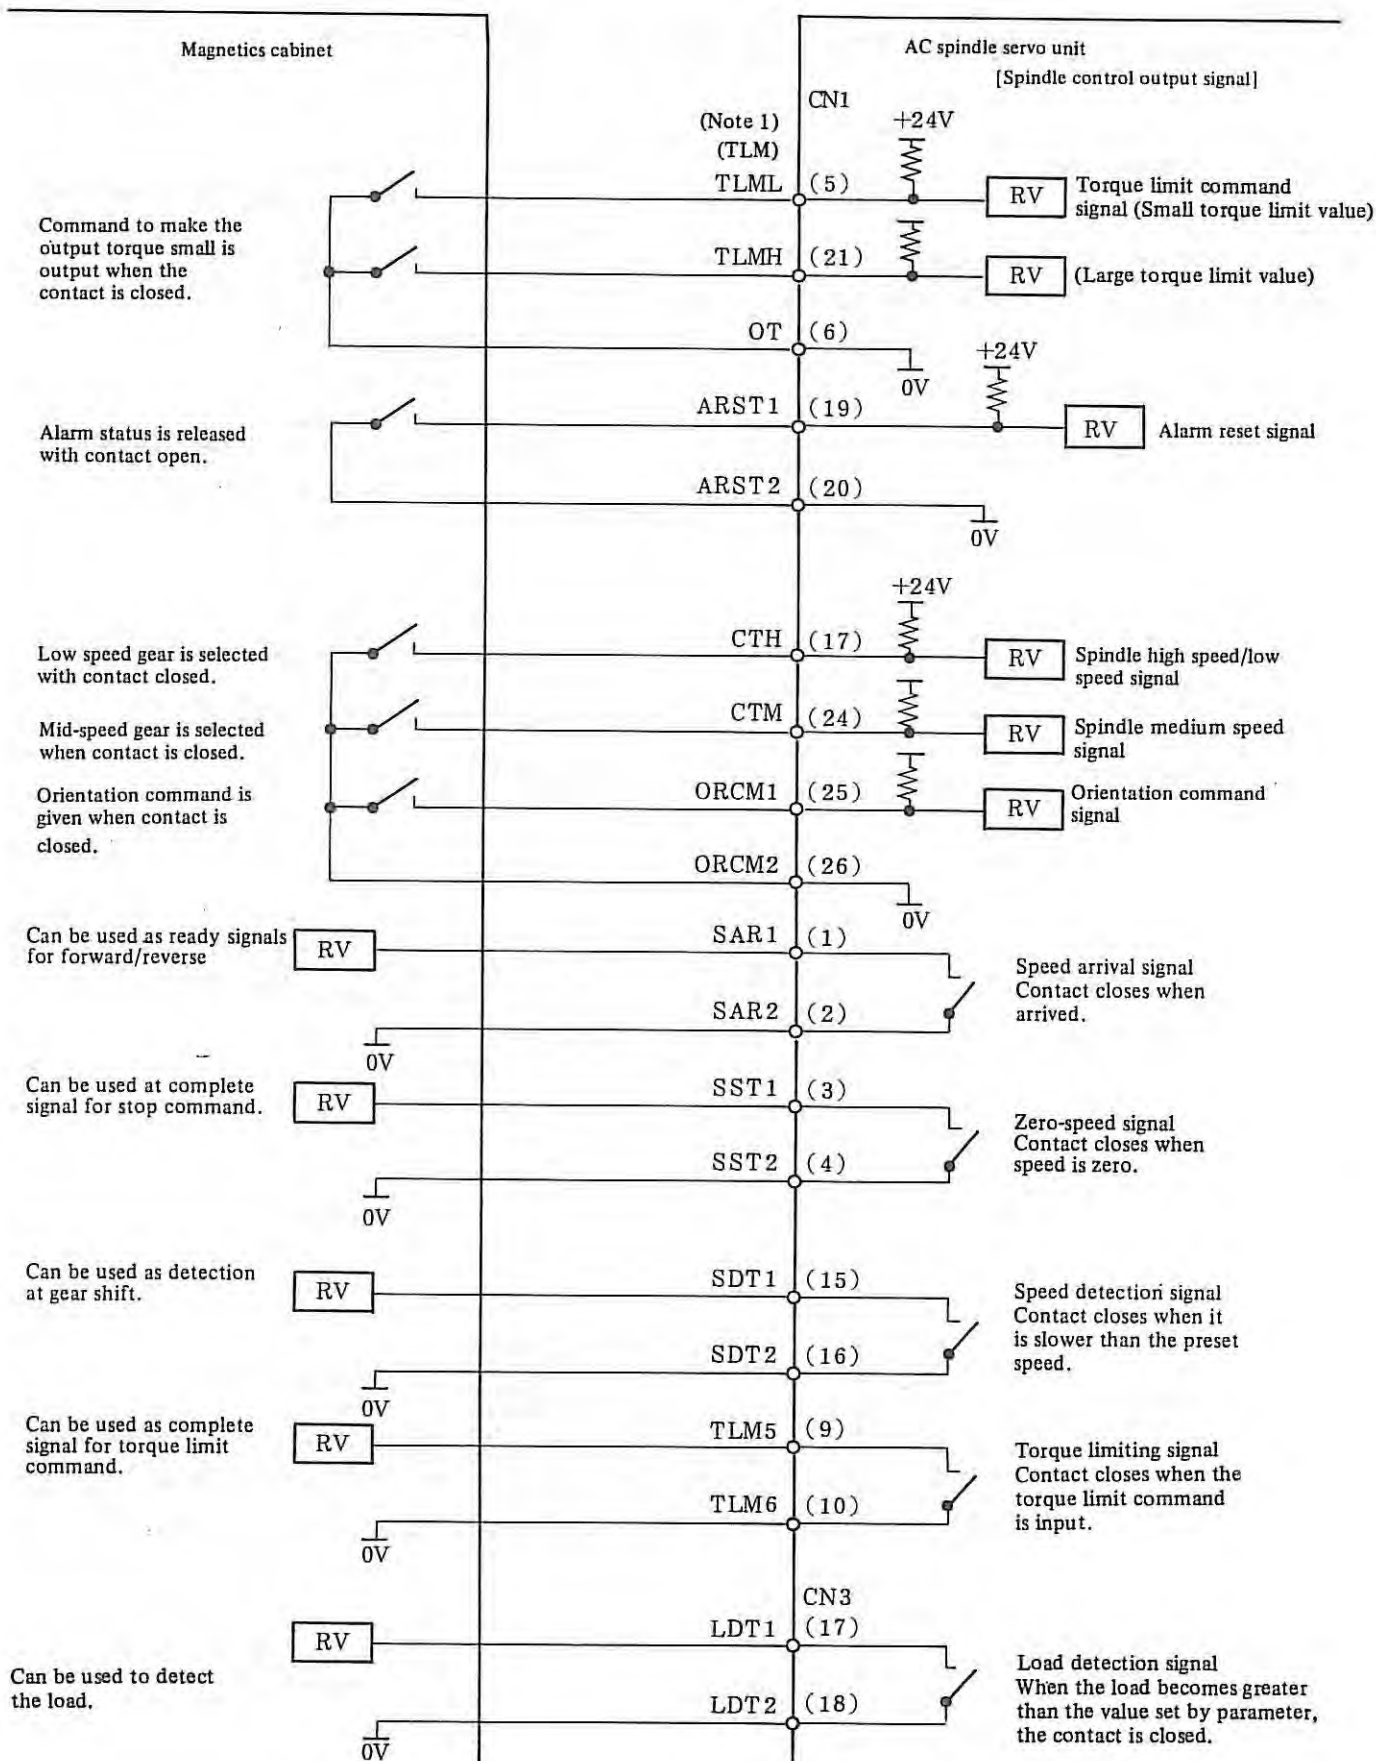 Magnetics cabinet
AC spindle servo unit
[Spindle control output signal]
CN1
(Note 1)
(TLM)
+24V
TLML (5)
RV
Torque limit command
signal (Small torque limit value)
Command to make the
output torque small is
output when the
contact is closed.
TLMH (21)
RV
(Large torque limit value)
OT (6)
0V
+24V
ARST1 (19)
RV
Alarm reset signal
Alarm status is released
with contact open.
ARST2 (20)
0V
+24V
Low speed gear is selected
with contact closed.
CTH (17)
RV
Spindle high speed/low
speed signal
Mid-speed gear is selected
when contact is closed.
CTM (24)
RV
Spindle medium speed
signal
Orientation command is
given when contact is
closed.
ORCM1 (25)
RV
Orientation command
signal
ORCM2 (26)
0V
Can be used as ready signals
for forward/reverse
RV
SAR1 (1)
Speed arrival signal
Contact closes when
arrived.
SAR2 (2)
0V
Can be used at complete
signal for stop command.
RV
SST1 (3)
Zero-speed signal
Contact closes when
speed is zero.
SST2 (4)
0V
Can be used as detection
at gear shift.
RV
SDT1 (15)
Speed detection signal
Contact closes when it
is slower than the preset
speed.
SDT2 (16)
0V
Can be used as complete
signal for torque limit
command.
RV
TLM5 (9)
Torque limiting signal
Contact closes when the
torque limit command
is input.
TLM6 (10)
0V
CN3
RV
LDT1 (17)
Can be used to detect
the load.
Load detection signal
When the load becomes greater
than the value set by parameter,
the contact is closed.
LDT2 (18)
0V